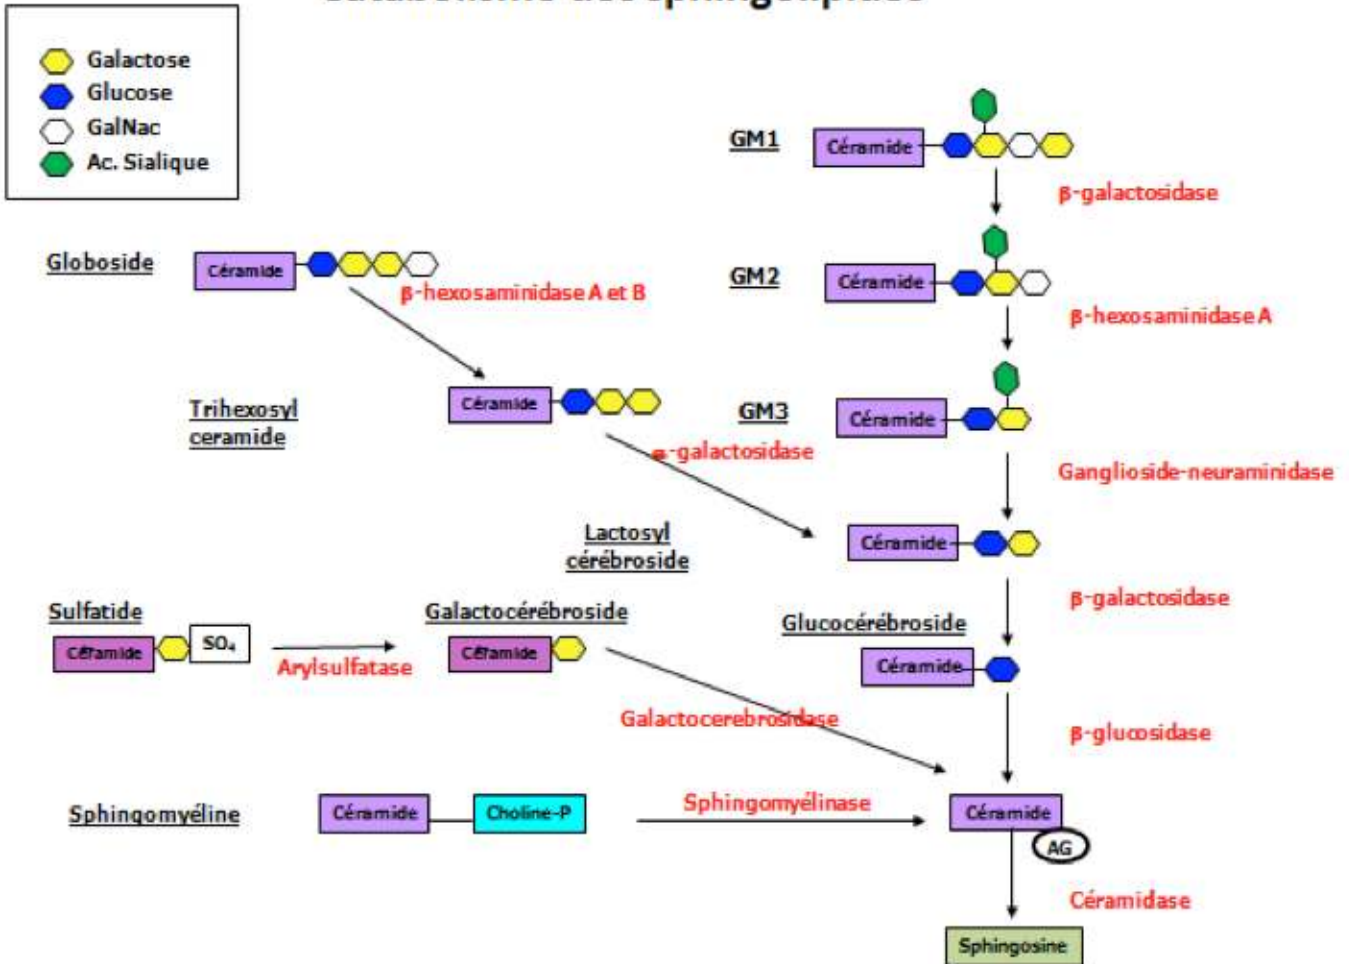 Galactose
Glucose
GalNac
Ac. Sialique
GM1
Céramide
β-galactosidase
Globoside
Céramide
β-hexosaminidase A et B
GM2
Céramide
β-hexosaminidase A
Trihexosyl
ceramide
Céramide
α-galactosidase
GM3
Céramide
Ganglioside-neuraminidase
Lactosyl
cérébroside
Céramide
β-galactosidase
Sulfatide
Céramide
SO₄
Arylsulfatase
Galactocérébroside
Céramide
Galactocerebrosidase
Glucocérébroside
Céramide
β-glucosidase
Sphingomyéline
Céramide
Choline-P
Sphingomyélinase
Céramide
AG
Céramidase
Sphingosine